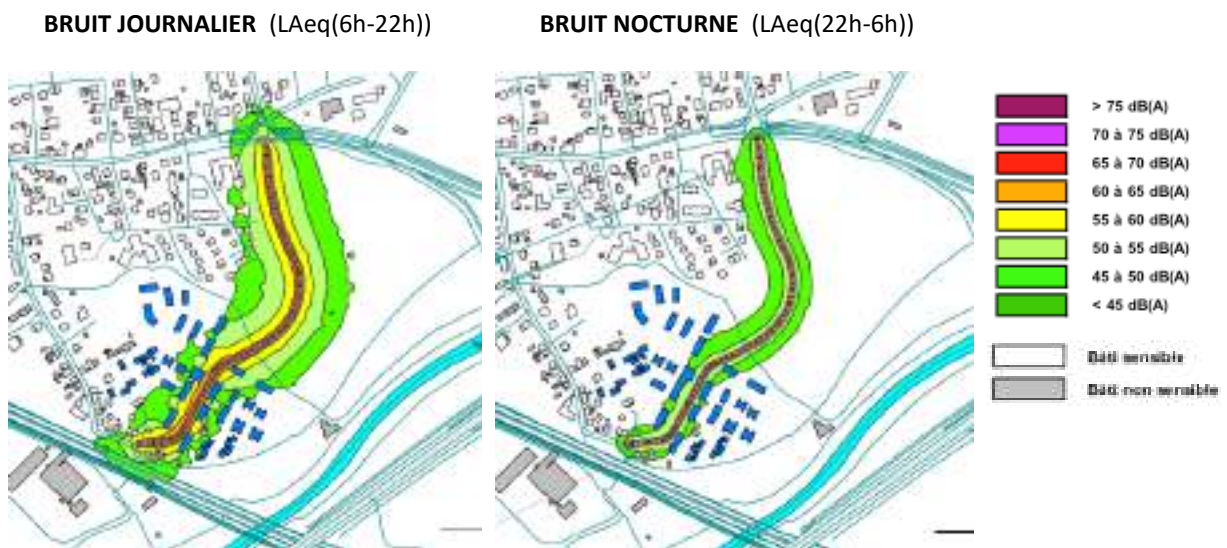 BRUIT JOURNALIER (LAeq(6h-22h))
BRUIT NOCTURNE (LAeq(22h-6h))
> 75 dB(A)
70 à 75 dB(A)
65 à 70 dB(A)
60 à 65 dB(A)
55 à 60 dB(A)
50 à 55 dB(A)
45 à 50 dB(A)
< 45 dB(A)
Bâti sensible
Bâti non sensible